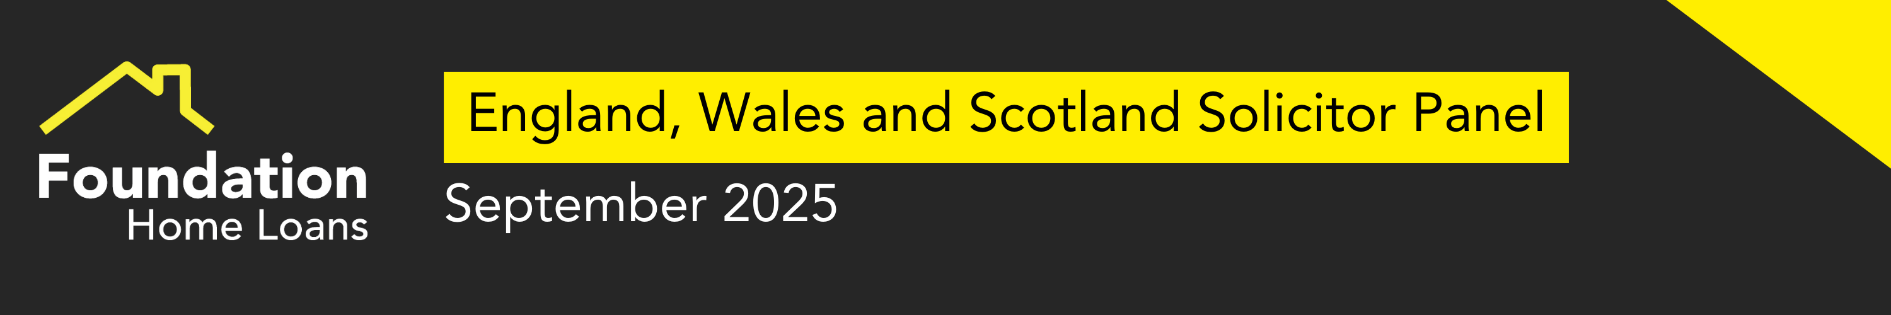 Foundation
Home Loans
England, Wales and Scotland Solicitor Panel
September 2025